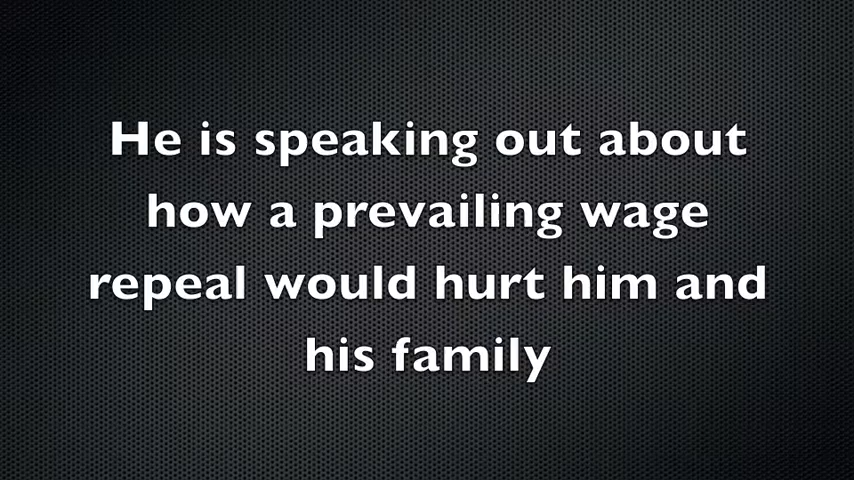 He is speaking out about
how a prevailing wage
repeal would hurt him and
his family